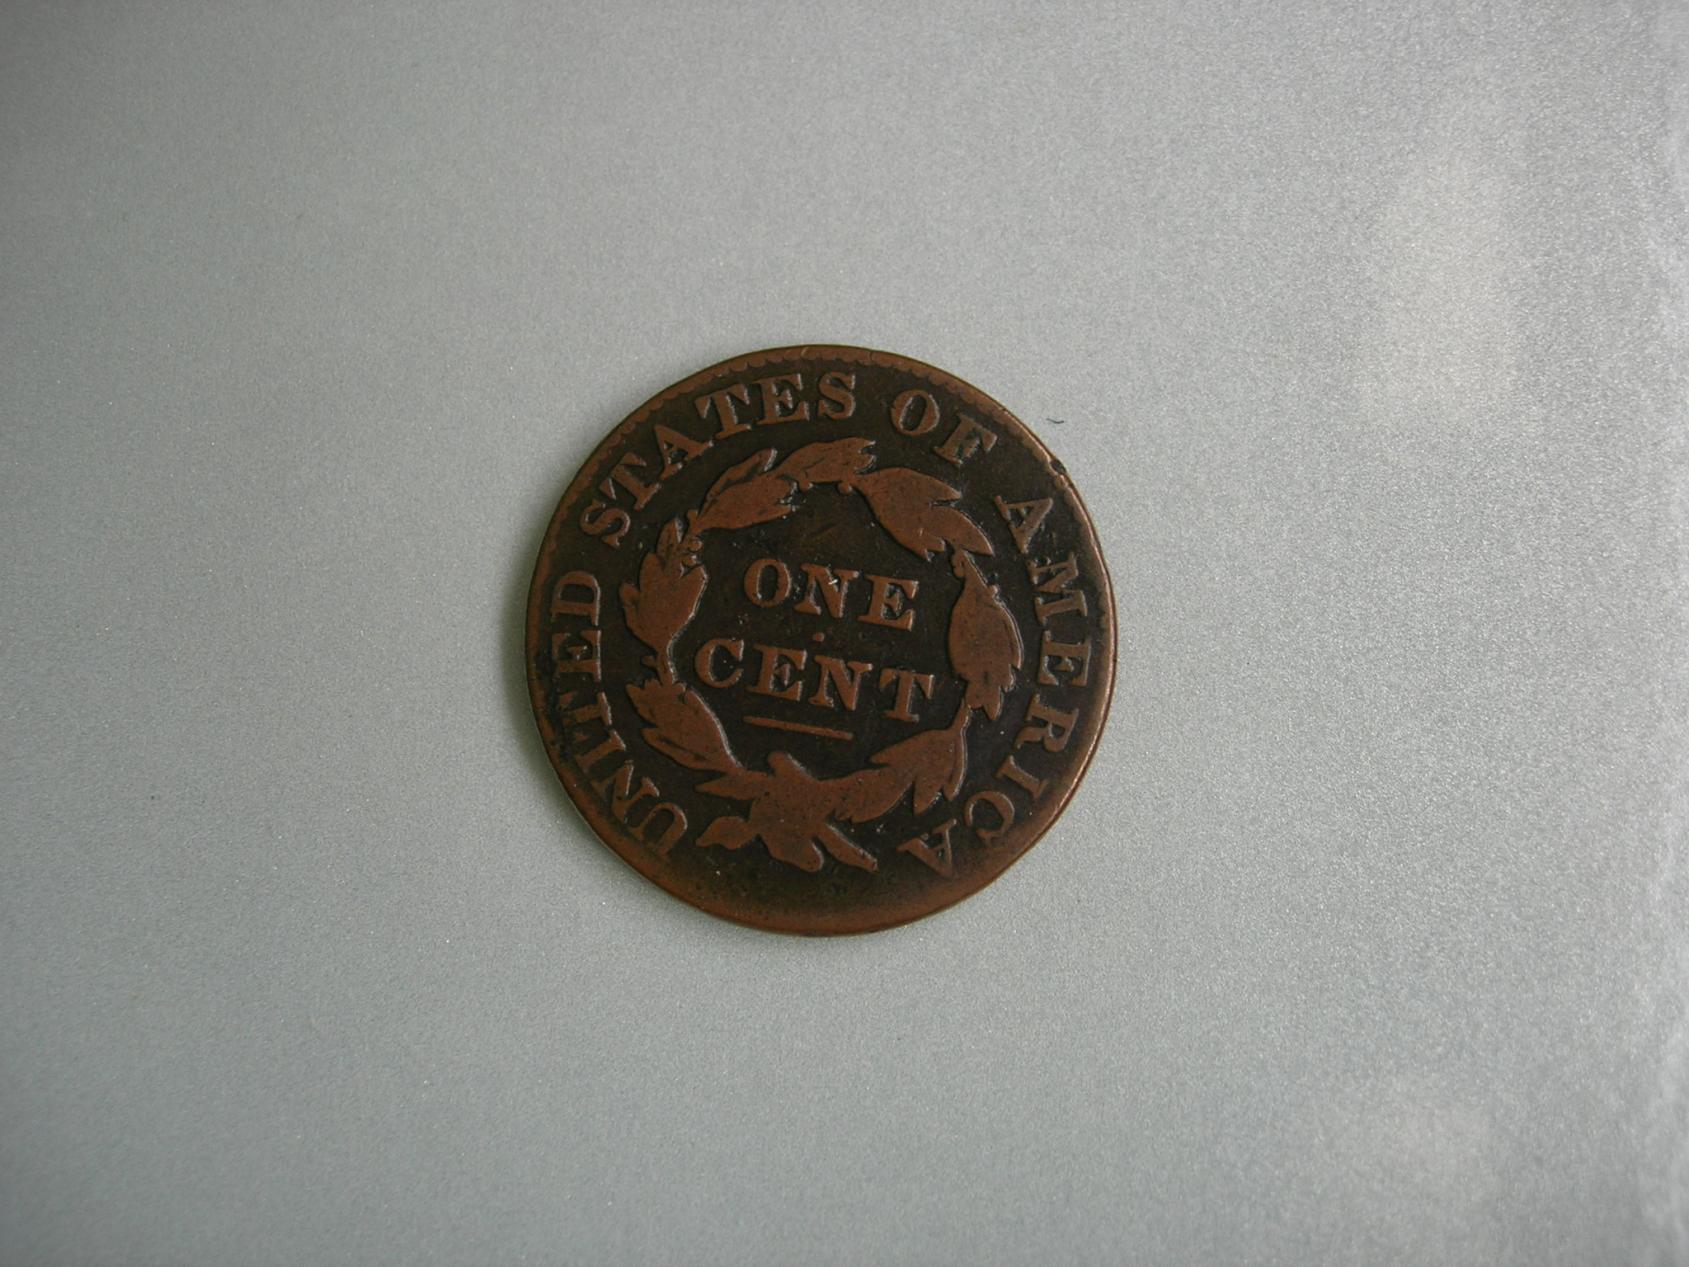 UNITED STATES OF AMERICA
ONE
CENT